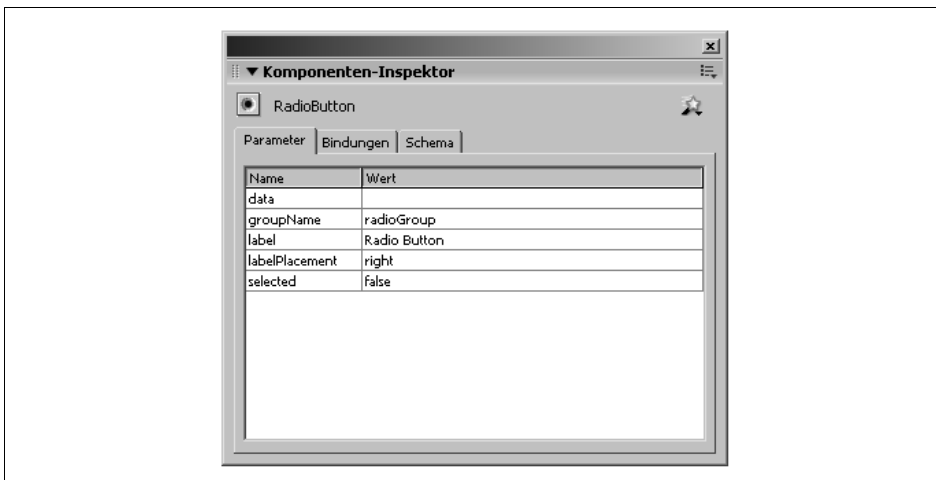 Komponenten-Inspektor
RadioButton
Parameter Bindungen Schema
Name Wert
data
groupName radioGroup
label Radio Button
labelPlacement right
selected false